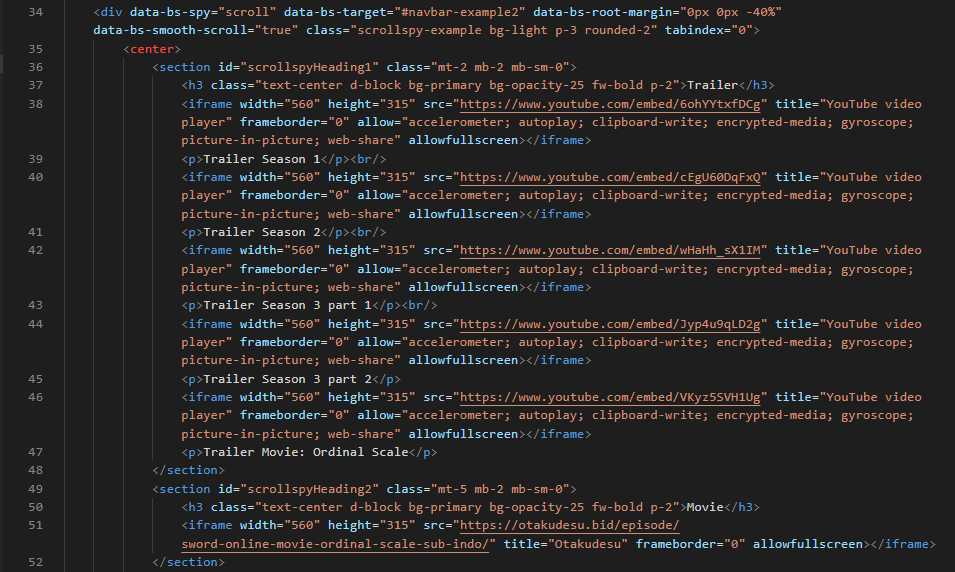 34 <div data-bs-spy="scroll" data-bs-target="#navbar-example2" data-bs-root-margin="0px 0px -40%"
data-bs-smooth-scroll="true" class="scrollspy-example bg-light p-3 rounded-2" tabindex="0">
35 <center>
36 <section id="scrollspyHeading1" class="mt-2 mb-2 mb-sm-0">
37 <h3 class="text-center d-block bg-primary bg-opacity-25 fw-bold p-2">Trailer</h3>
38 <iframe width="560" height="315" src="https://www.youtube.com/embed/6ohYYtxfDCg" title="YouTube video
player" frameborder="0" allow="accelerometer; autoplay; clipboard-write; encrypted-media; gyroscope;
picture-in-picture; web-share" allowfullscreen></iframe>
39 <p>Trailer Season 1</p><br/>
40 <iframe width="560" height="315" src="https://www.youtube.com/embed/cEgU60DqFxQ" title="YouTube video
player" frameborder="0" allow="accelerometer; autoplay; clipboard-write; encrypted-media; gyroscope;
picture-in-picture; web-share" allowfullscreen></iframe>
41 <p>Trailer Season 2</p><br/>
42 <iframe width="560" height="315" src="https://www.youtube.com/embed/wHaHh_sX1IM" title="YouTube video
player" frameborder="0" allow="accelerometer; autoplay; clipboard-write; encrypted-media; gyroscope;
picture-in-picture; web-share" allowfullscreen></iframe>
43 <p>Trailer Season 3 part 1</p><br/>
44 <iframe width="560" height="315" src="https://www.youtube.com/embed/Jyp4u9qLD2g" title="YouTube video
player" frameborder="0" allow="accelerometer; autoplay; clipboard-write; encrypted-media; gyroscope;
picture-in-picture; web-share" allowfullscreen></iframe>
45 <p>Trailer Season 3 part 2</p>
46 <iframe width="560" height="315" src="https://www.youtube.com/embed/VKyz5SVH1Ug" title="YouTube video
player" frameborder="0" allow="accelerometer; autoplay; clipboard-write; encrypted-media; gyroscope;
picture-in-picture; web-share" allowfullscreen></iframe>
47 <p>Trailer Movie: Ordinal Scale</p>
48 </section>
49 <section id="scrollspyHeading2" class="mt-5 mb-2 mb-sm-0">
50 <h3 class="text-center d-block bg-primary bg-opacity-25 fw-bold p-2">Movie</h3>
51 <iframe width="560" height="315" src="https://otakudesu.bid/episode/
sword-online-movie-ordinal-scale-sub-indo/" title="Otakudesu" frameborder="0" allowfullscreen></iframe>
52 </section>